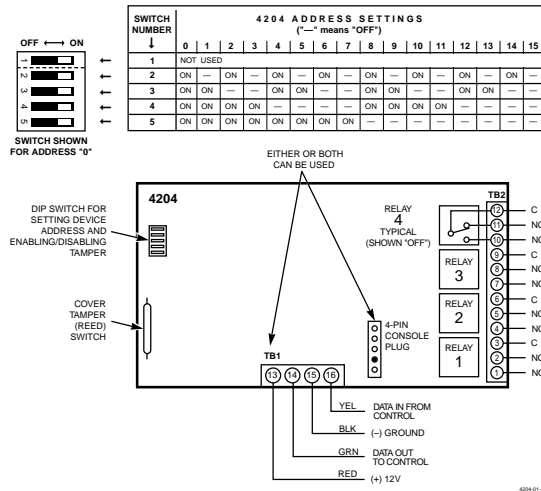 SWITCH NUMBER ↓
4204 ADDRESS SETTINGS
("—" means "OFF")
0 1 2 3 4 5 6 7 8 9 10 11 12 13 14 15
1 NOT USED
2 ON — ON — ON — ON — ON — ON — ON — ON —
3 ON ON — — ON ON — — ON ON — — ON ON — —
4 ON ON ON ON — — — — ON ON ON ON — — — —
5 ON ON ON ON ON ON ON ON — — — — — — — —
OFF ←→ ON
1
2
3
4
5
SWITCH SHOWN
FOR ADDRESS "0"
EITHER OR BOTH
CAN BE USED
4204
DIP SWITCH FOR
SETTING DEVICE
ADDRESS AND
ENABLING/DISABLING
TAMPER
COVER
TAMPER
(REED)
SWITCH
RELAY
4
TYPICAL
(SHOWN "OFF")
RELAY
3
RELAY
2
RELAY
1
TB2
12 C
11 NC
10 NO
9 C
8
7
6 C
5
4
3 C
2
1
4-PIN
CONSOLE
PLUG
TB1
13 14 15 16
YEL DATA IN FROM
CONTROL
BLK (–) GROUND
GRN DATA OUT
TO CONTROL
RED (+) 12V
4204-01-